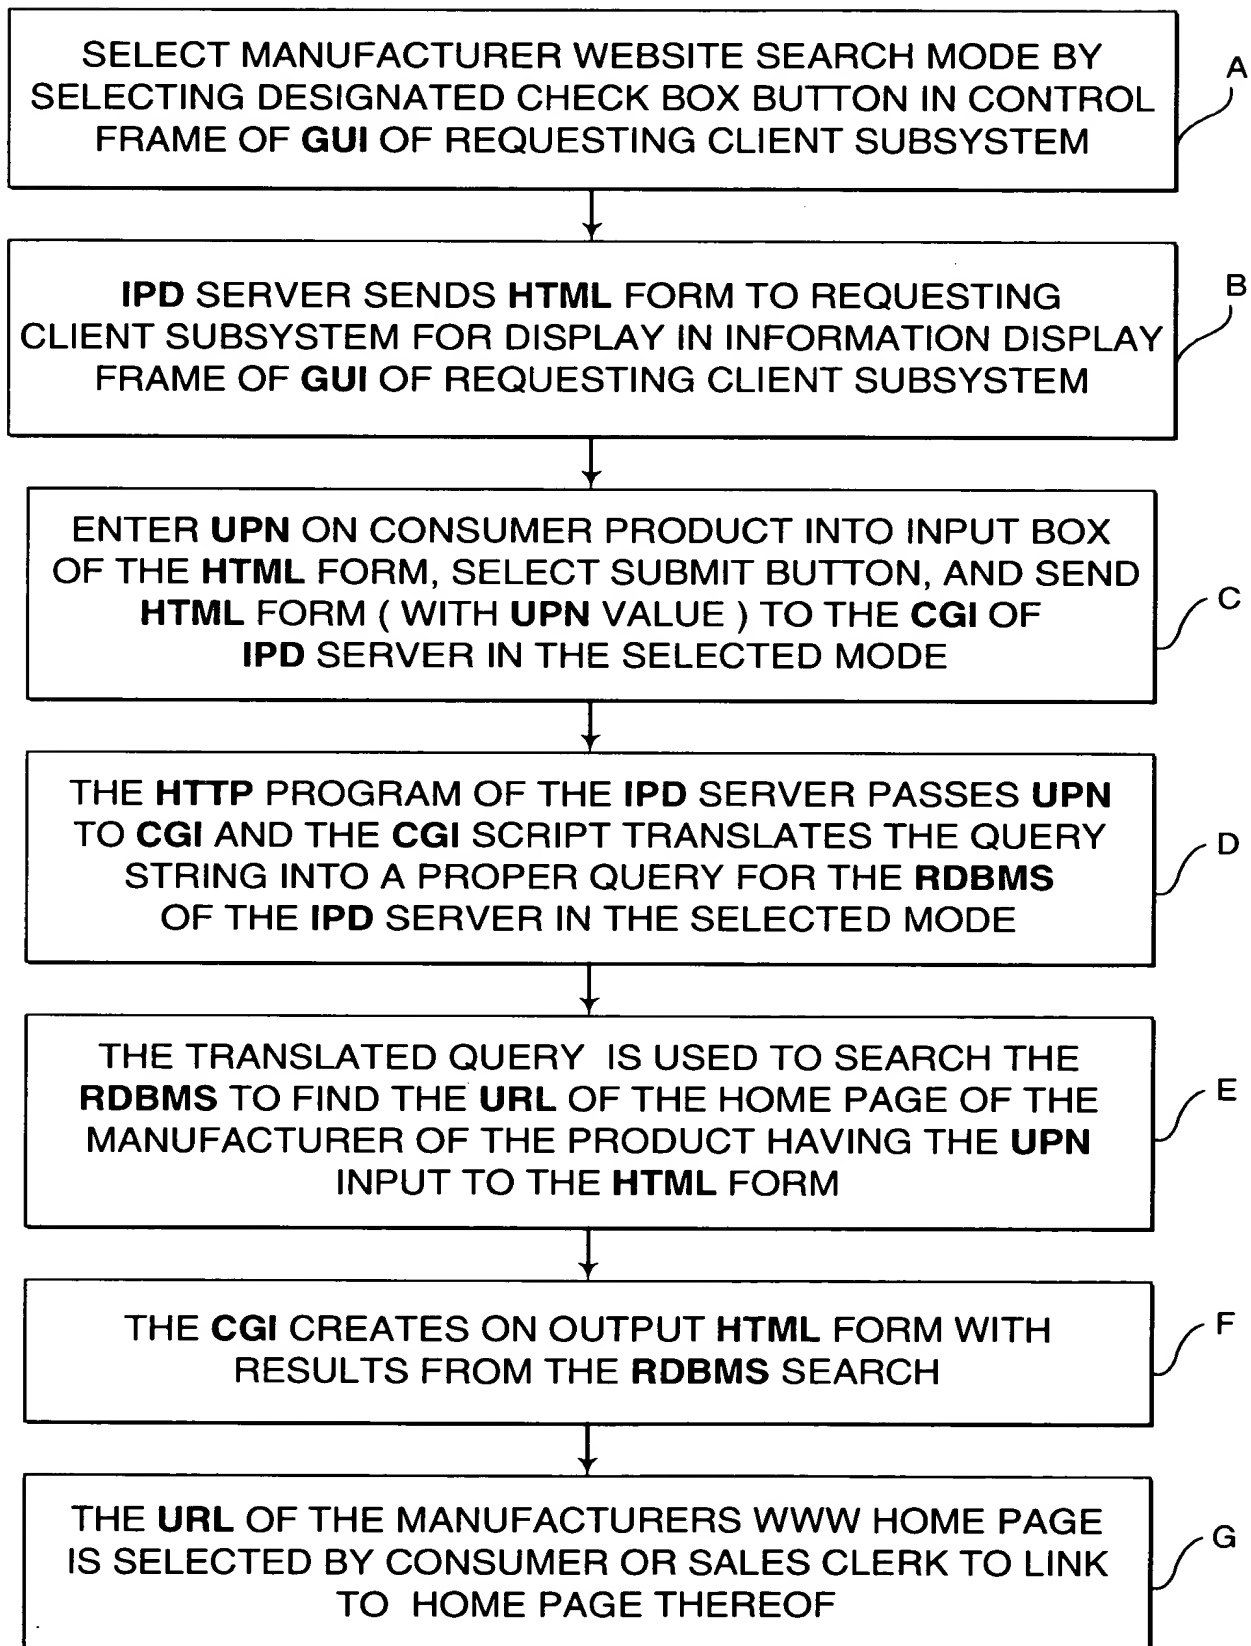 SELECT MANUFACTURER WEBSITE SEARCH MODE BY
SELECTING DESIGNATED CHECK BOX BUTTON IN CONTROL
FRAME OF GUI OF REQUESTING CLIENT SUBSYSTEM
A
IPD SERVER SENDS HTML FORM TO REQUESTING
CLIENT SUBSYSTEM FOR DISPLAY IN INFORMATION DISPLAY
FRAME OF GUI OF REQUESTING CLIENT SUBSYSTEM
B
ENTER UPN ON CONSUMER PRODUCT INTO INPUT BOX
OF THE HTML FORM, SELECT SUBMIT BUTTON, AND SEND
HTML FORM ( WITH UPN VALUE ) TO THE CGI OF
IPD SERVER IN THE SELECTED MODE
C
THE HTTP PROGRAM OF THE IPD SERVER PASSES UPN
TO CGI AND THE CGI SCRIPT TRANSLATES THE QUERY
STRING INTO A PROPER QUERY FOR THE RDBMS
OF THE IPD SERVER IN THE SELECTED MODE
D
THE TRANSLATED QUERY IS USED TO SEARCH THE
RDBMS TO FIND THE URL OF THE HOME PAGE OF THE
MANUFACTURER OF THE PRODUCT HAVING THE UPN
INPUT TO THE HTML FORM
E
THE CGI CREATES ON OUTPUT HTML FORM WITH
RESULTS FROM THE RDBMS SEARCH
F
THE URL OF THE MANUFACTURERS WWW HOME PAGE
IS SELECTED BY CONSUMER OR SALES CLERK TO LINK
TO HOME PAGE THEREOF
G